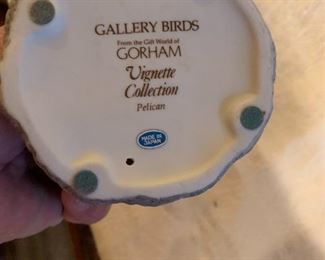 GALLERY BIRDS
From the Gift World of
GORHAM
Vignette
Collection
Pelican
MADE IN
JAPAN